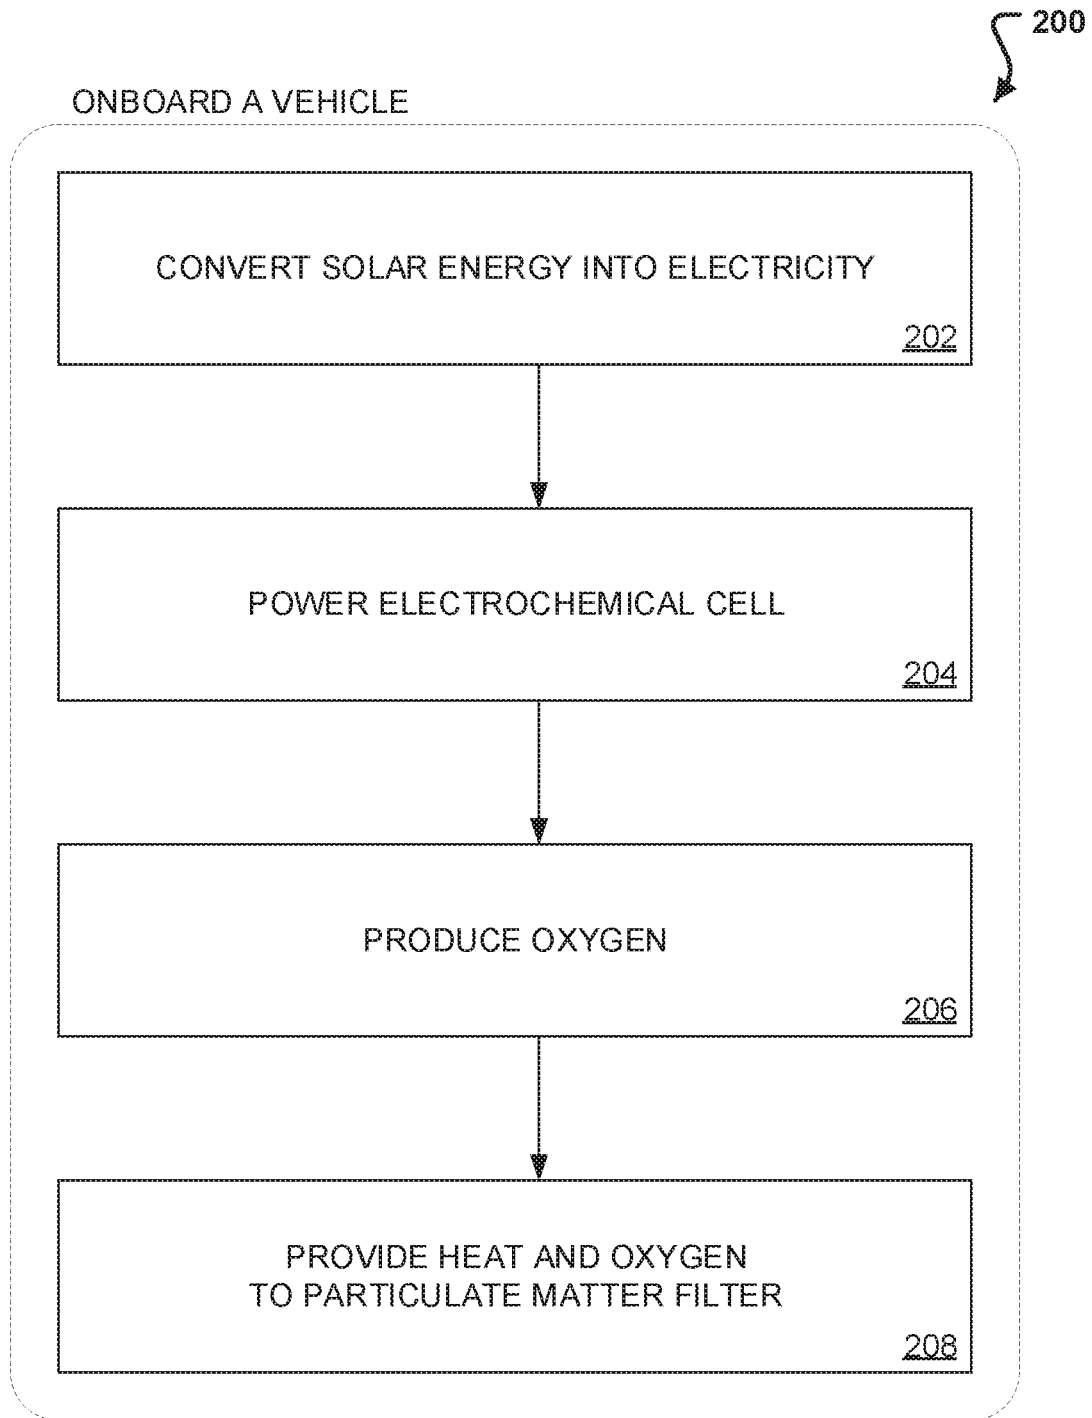 200
ONBOARD A VEHICLE
CONVERT SOLAR ENERGY INTO ELECTRICITY
202
POWER ELECTROCHEMICAL CELL
204
PRODUCE OXYGEN
206
PROVIDE HEAT AND OXYGEN
TO PARTICULATE MATTER FILTER
208